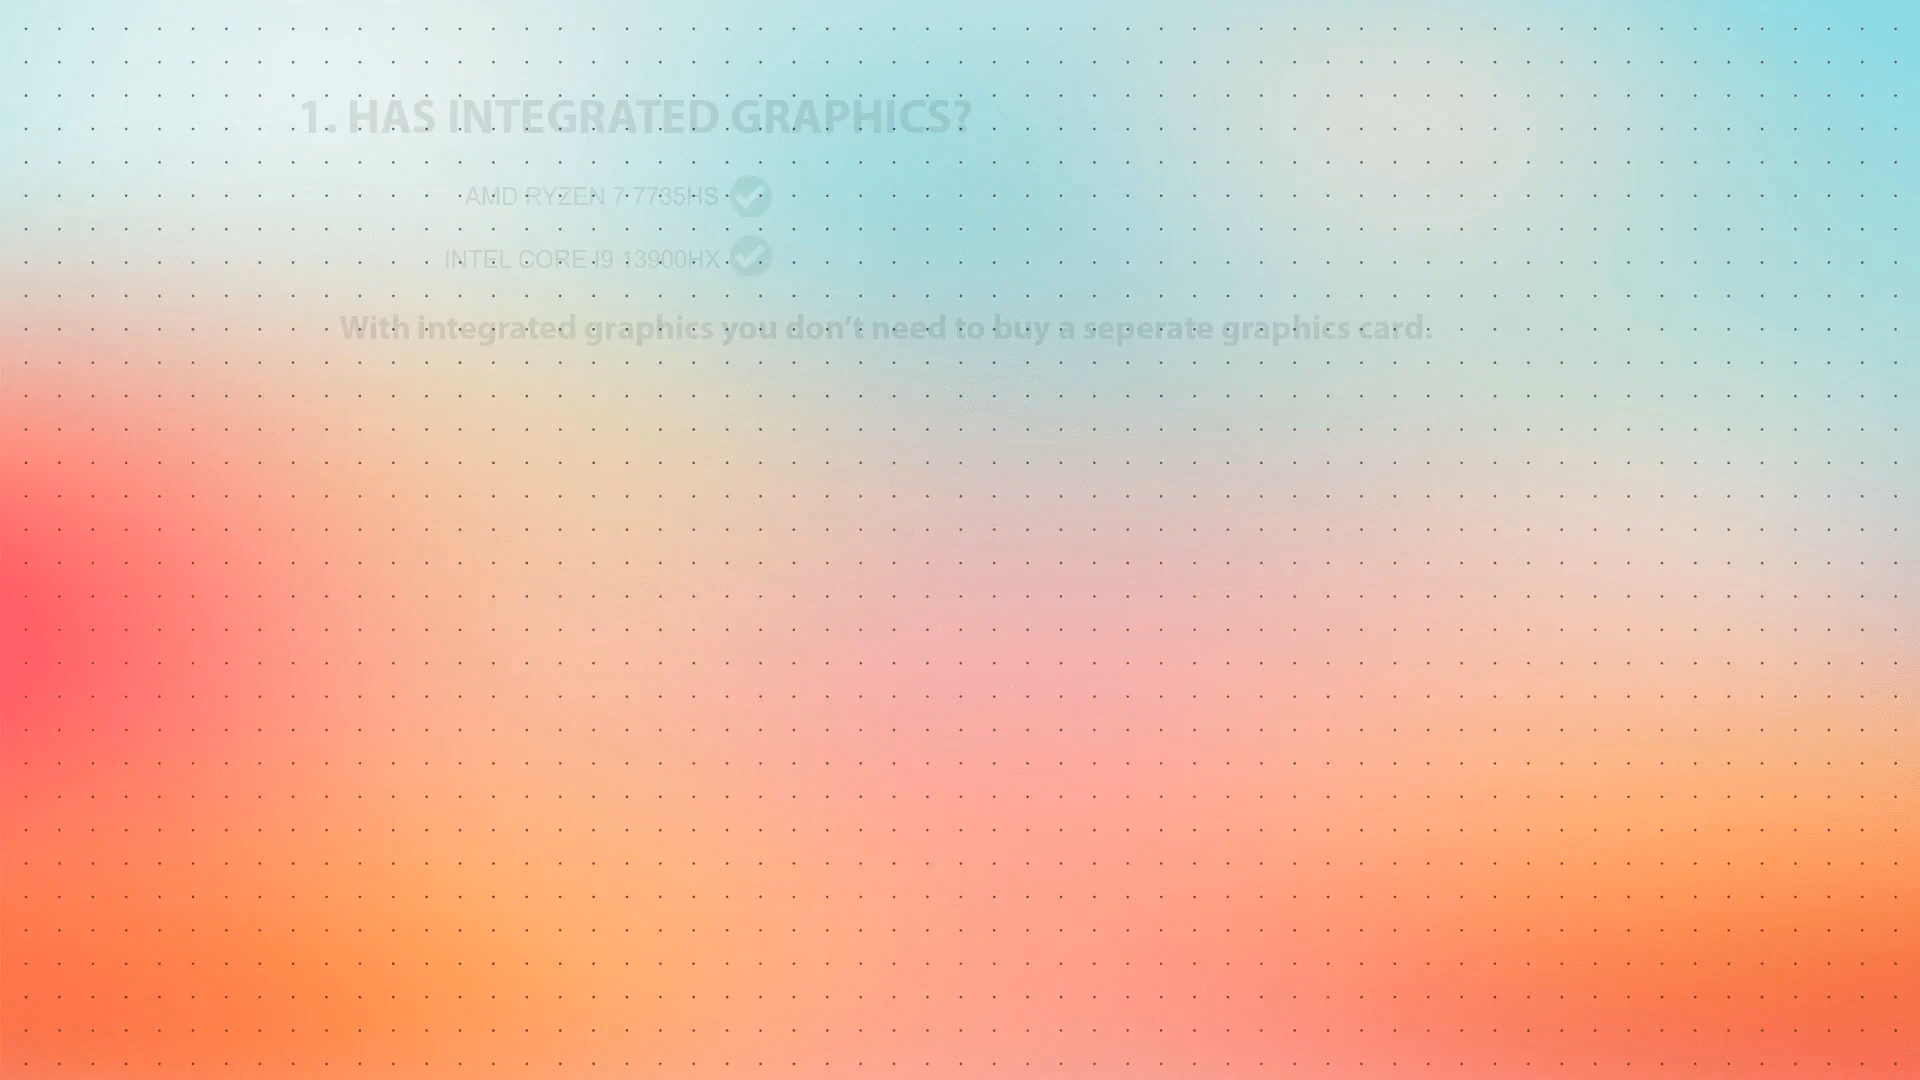 1. HAS INTEGRATED GRAPHICS?
AMD RYZEN 7 7735HS
INTEL CORE I9 13900HX
With integrated graphics you don’t need to buy a seperate graphics card.